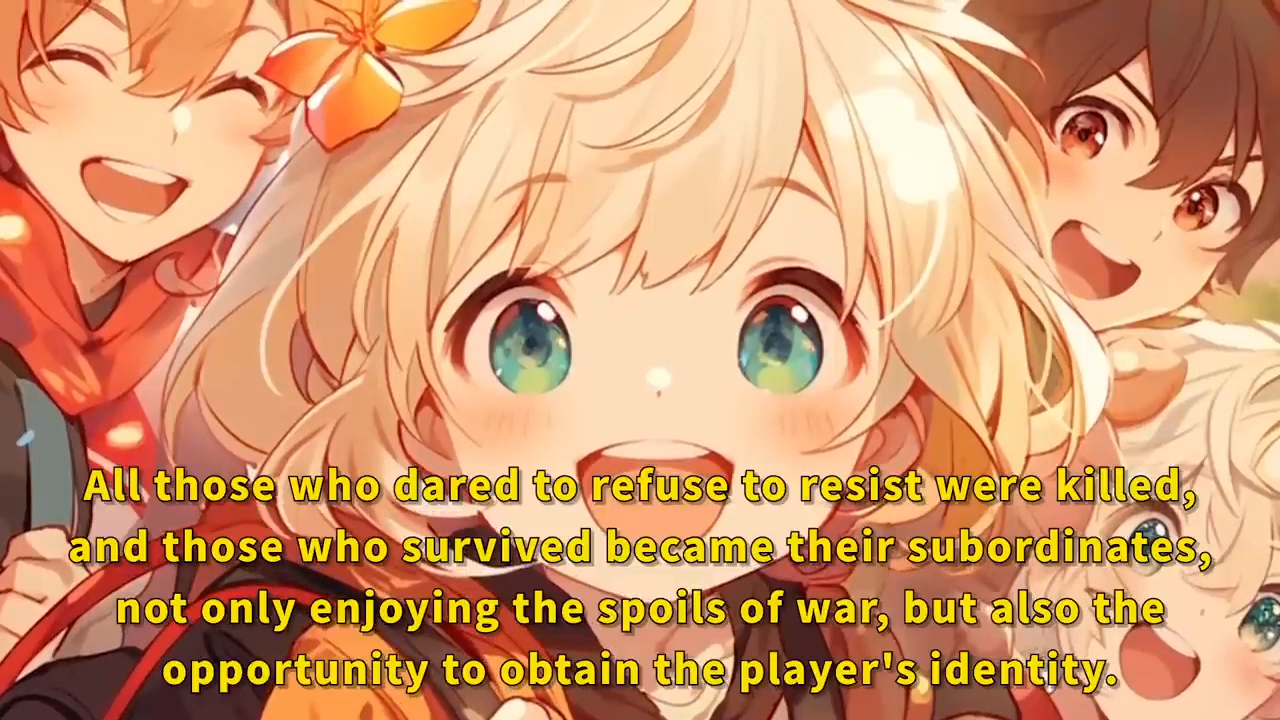 All those who dared to refuse to resist were killed,
and those who survived became their subordinates,
not only enjoying the spoils of war, but also the
opportunity to obtain the player's identity.